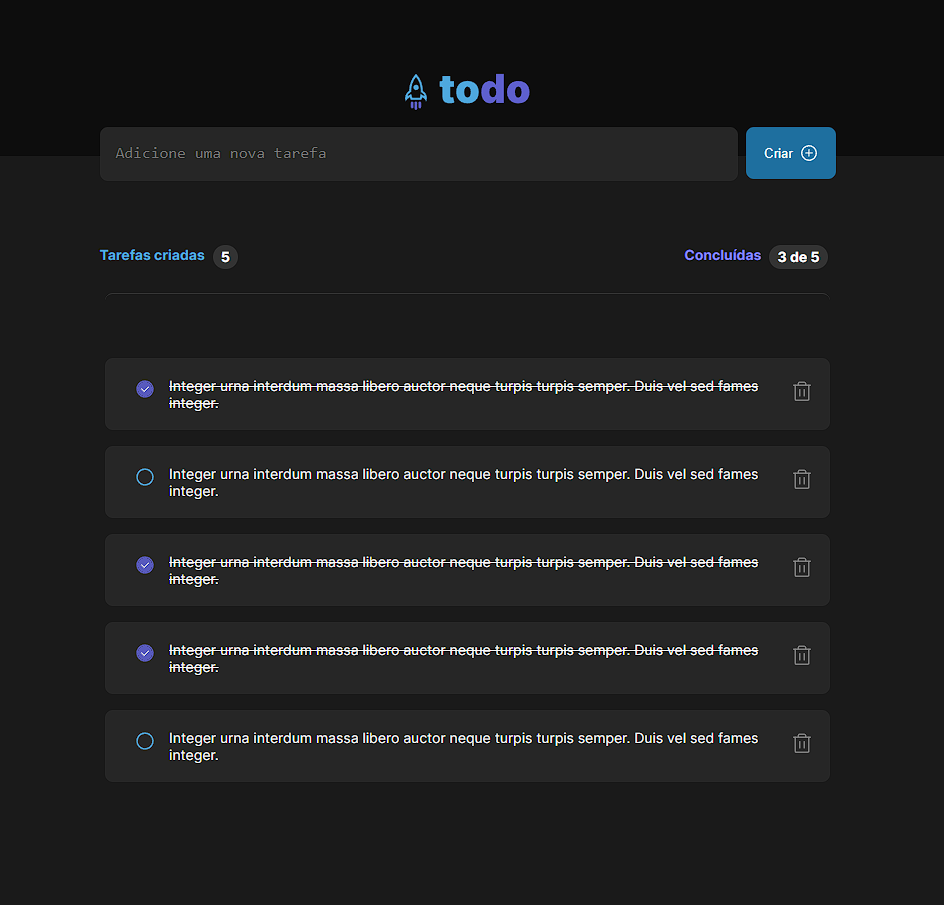 todo
Adicione uma nova tarefa
Criar
Tarefas criadas 5
Concluídas 3 de 5
Integer urna interdum massa libero auctor neque turpis turpis semper. Duis vel sed fames
integer.
Integer urna interdum massa libero auctor neque turpis turpis semper. Duis vel sed fames
integer.
Integer urna interdum massa libero auctor neque turpis turpis semper. Duis vel sed fames
integer.
Integer urna interdum massa libero auctor neque turpis turpis semper. Duis vel sed fames
integer.
Integer urna interdum massa libero auctor neque turpis turpis semper. Duis vel sed fames
integer.